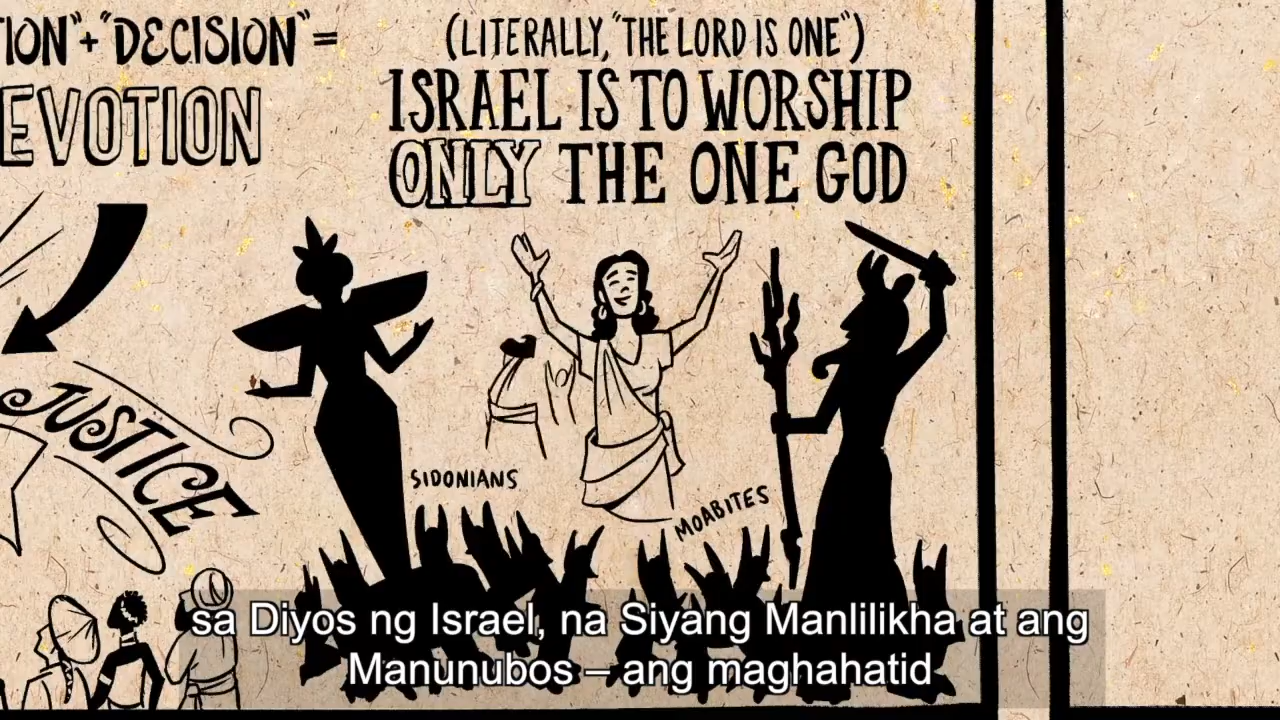 TION"+"DECISION"=
EVOTION
(LITERALLY, "THE LORD IS ONE")
ISRAEL IS TO WORSHIP
ONLY THE ONE GOD
JUSTICE
SIDONIANS
MOABITES
sa Diyos ng Israel, na Siyang Manlilikha at ang
Manunubos – ang maghahatid